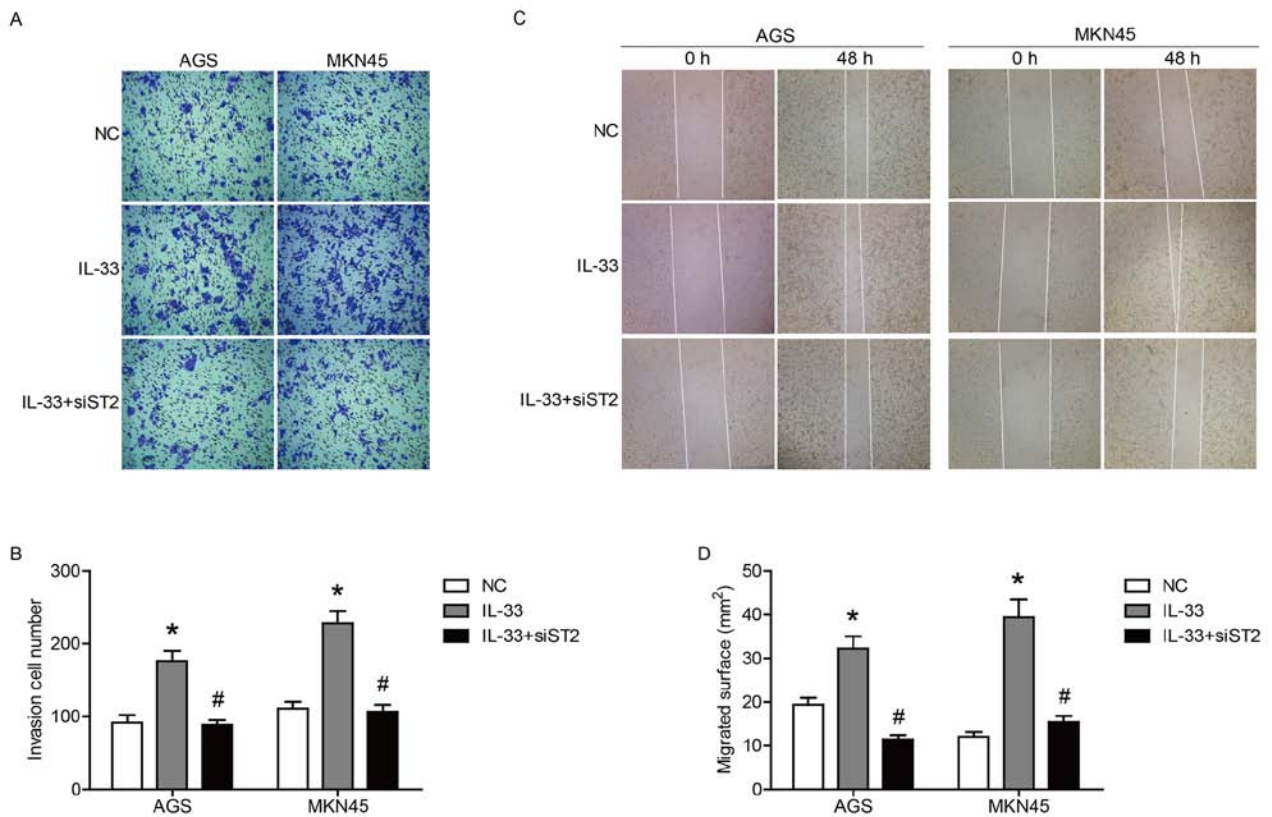 A
AGS MKN45
NC
IL-33
IL-33+siST2
C
AGS MKN45
0 h 48 h 0 h 48 h
NC
IL-33
IL-33+siST2
B
Invasion cell number
300
200
100
0
* # * #
AGS MKN45
NC
IL-33
IL-33+siST2
D
Migrated surface (mm²)
50
40
30
20
10
0
* # * #
AGS MKN45
NC
IL-33
IL-33+siST2